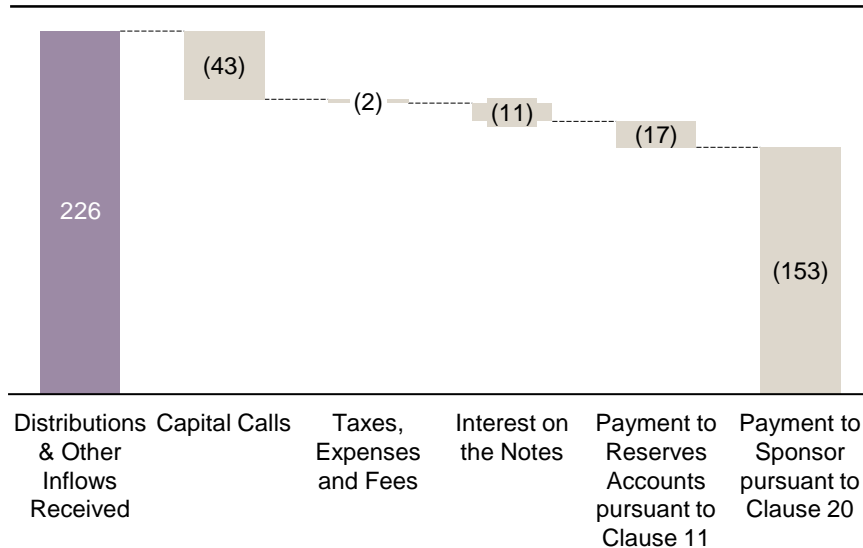 226
(43)
(2)
(11)
(17)
(153)
Distributions
& Other
Inflows
Received
Capital Calls
Taxes,
Expenses
and Fees
Interest on
the Notes
Payment to
Reserves
Accounts
pursuant to
Clause 11
Payment to
Sponsor
pursuant to
Clause 20